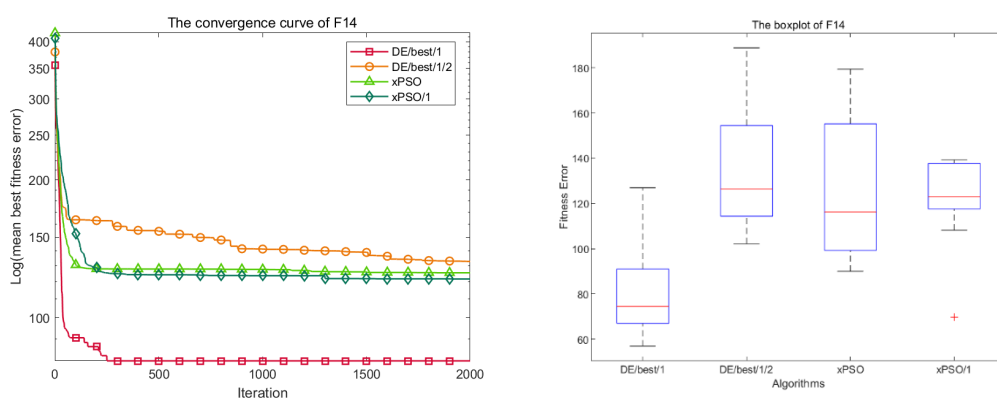 The convergence curve of F14
Log(mean best fitness error)
400
350
300
250
200
150
100
0
500
1000
1500
2000
Iteration
DE/best/1
DE/best/1/2
xPSO
xPSO/1
The boxplot of F14
Fitness Error
180
160
140
120
100
80
60
DE/best/1
DE/best/1/2
xPSO
xPSO/1
Algorithms